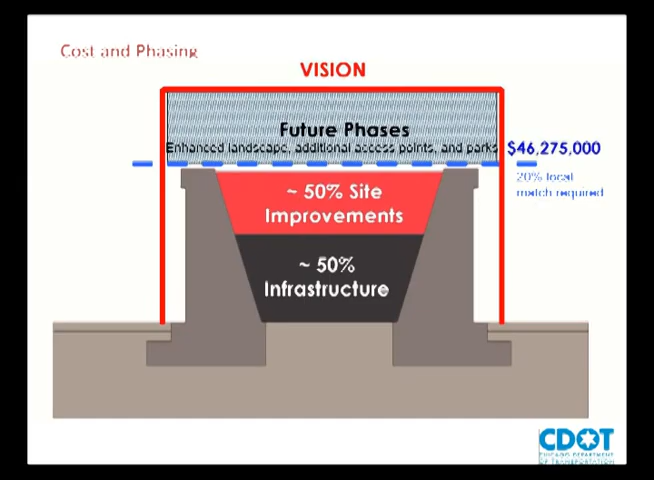 Cost and Phasing
VISION
Future Phases
Enhanced landscape, additional access points, and parks
$46,275,000
20% local
match required
~ 50% Site
Improvements
~ 50%
Infrastructure
CDOT
CHICAGO DEPARTMENT
OF TRANSPORTATION